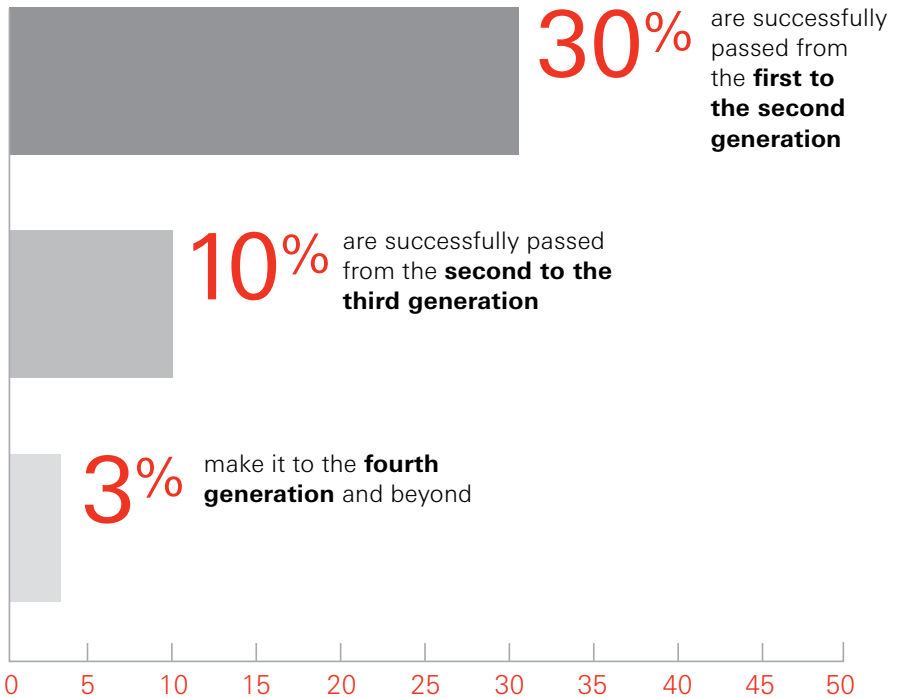 30% are successfully
passed from
the first to
the second
generation
10% are successfully passed
from the second to the
third generation
3% make it to the fourth
generation and beyond
0 5 10 15 20 25 30 35 40 45 50